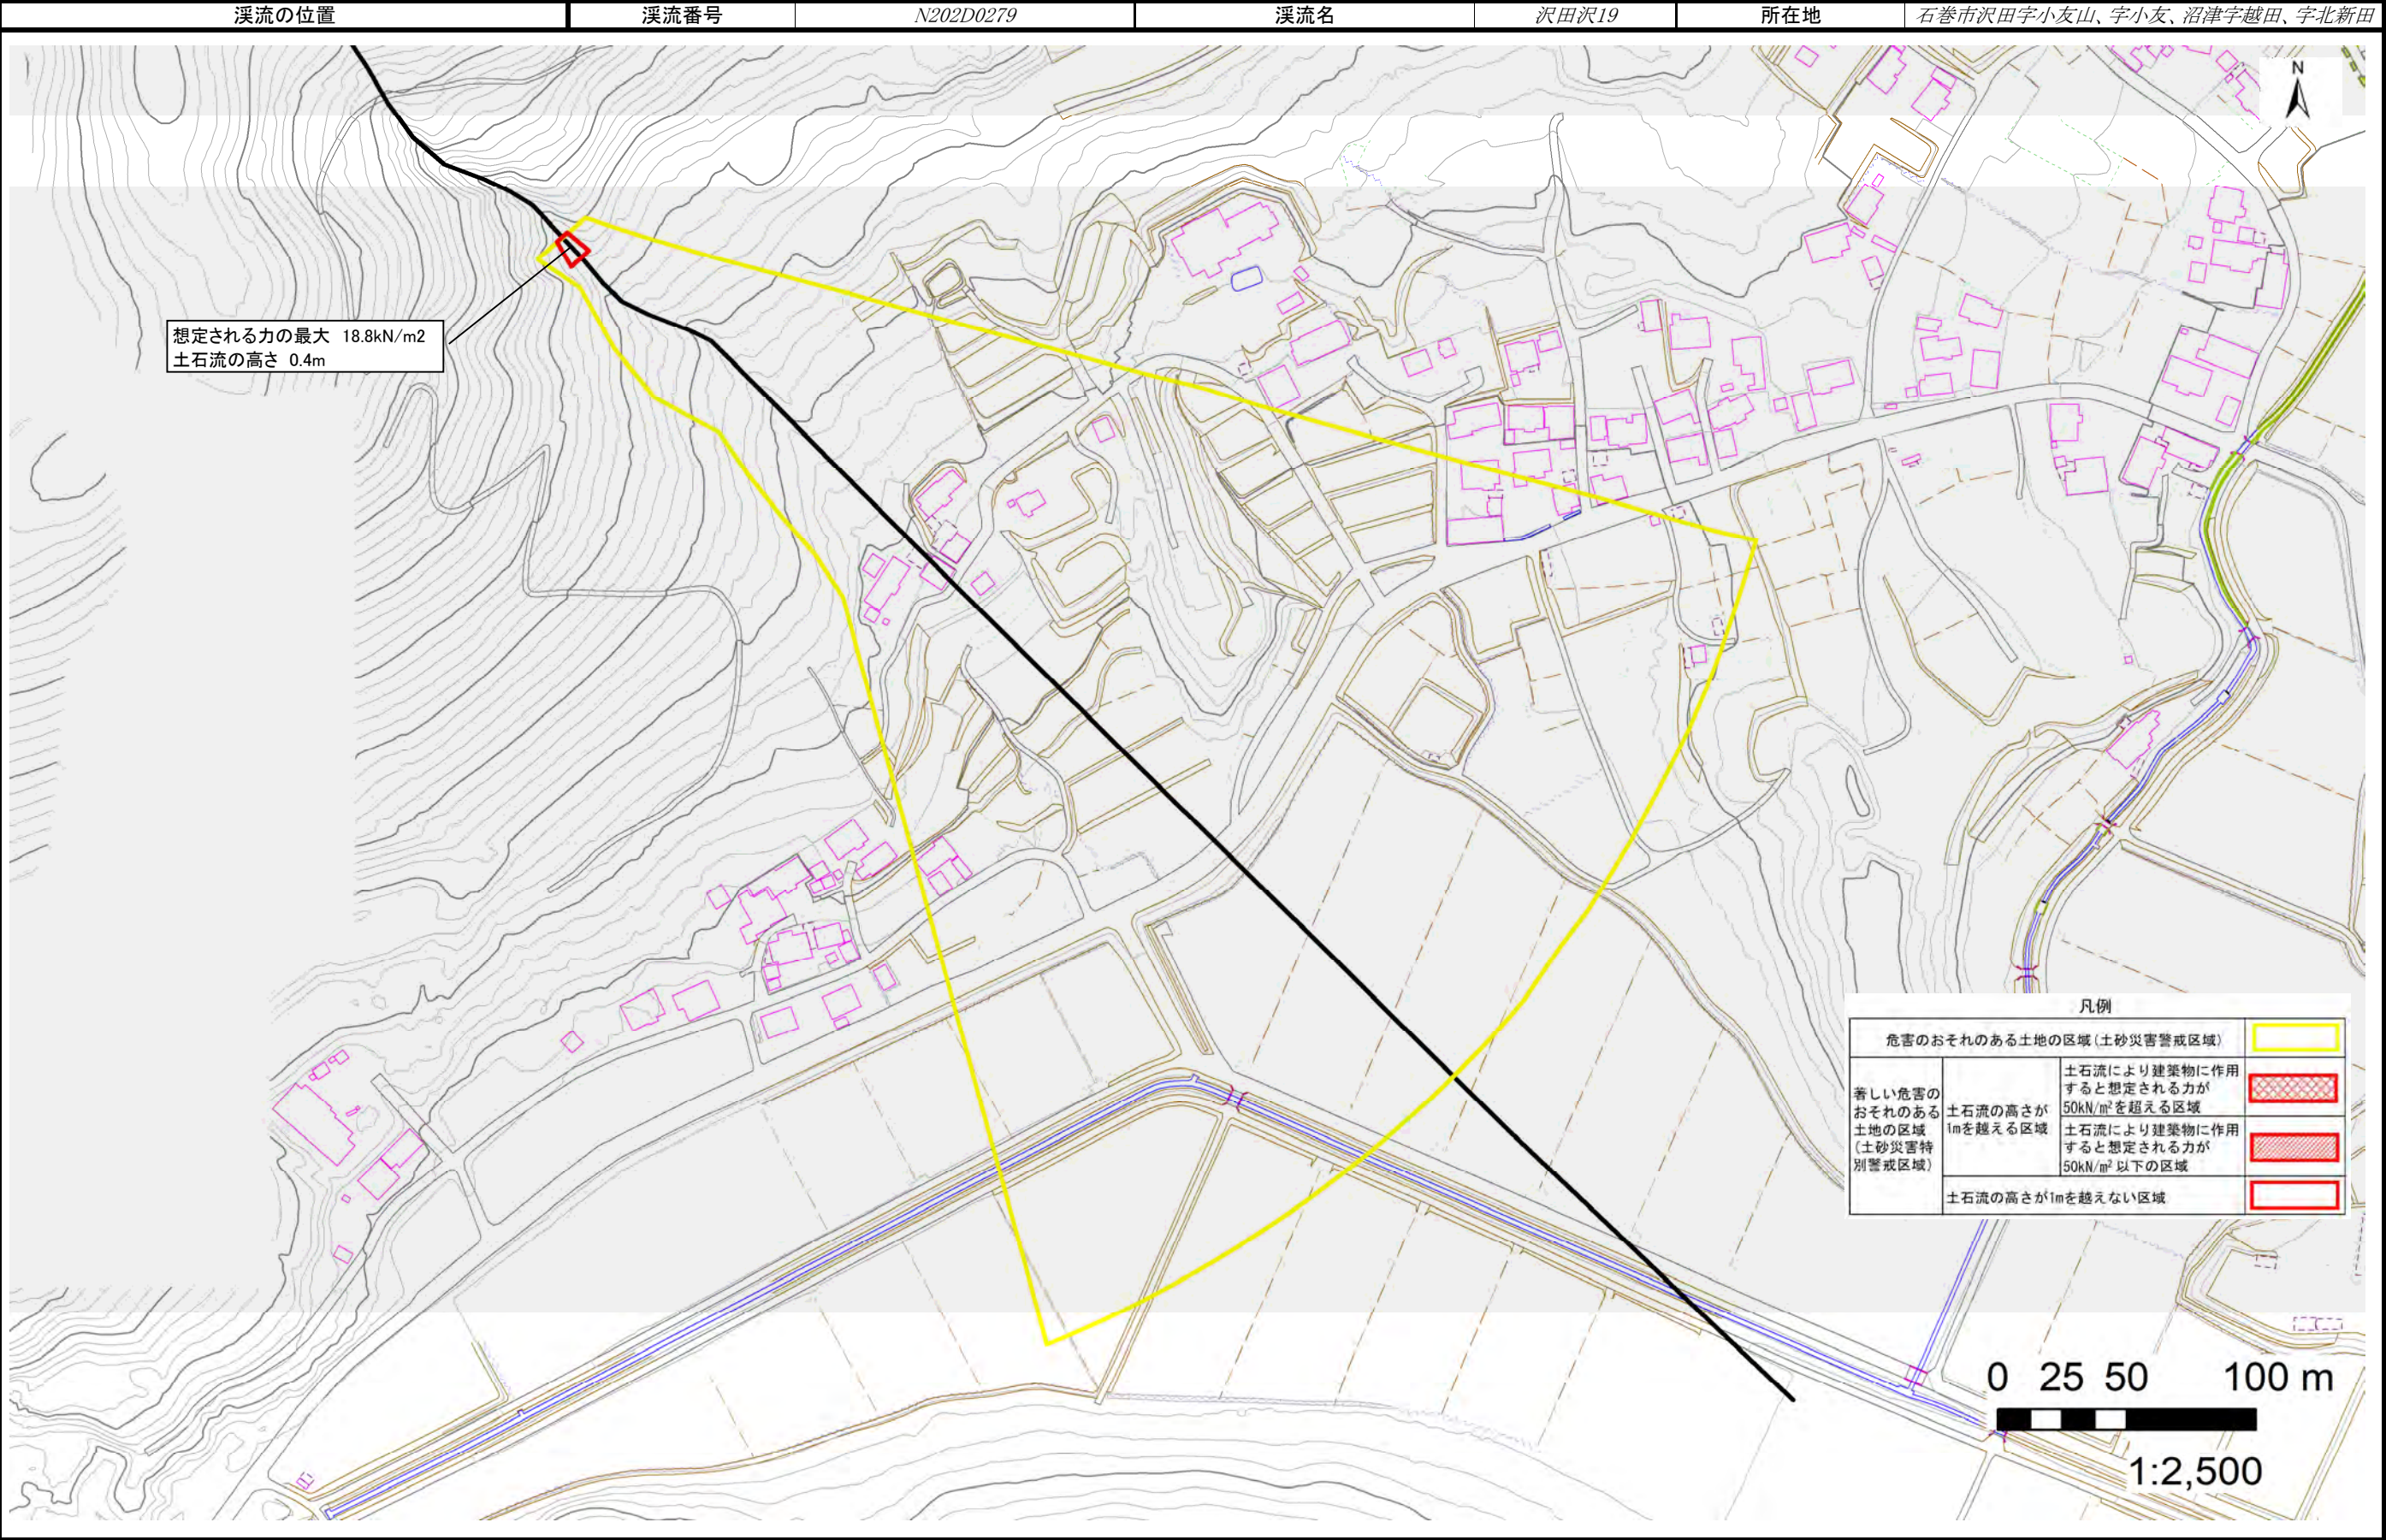 渓流の位置 渓流番号 N202D0279 渓流名 沢田沢19 所在地 石巻市沢田字小友山、字小友、沼津字越田、字北新田
N
想定される力の最大 18.8kN/m2
土石流の高さ 0.4m
凡例
危害のおそれのある土地の区域(土砂災害警戒区域)
著しい危害の
おそれのある
土地の区域
(土砂災害特
別警戒区域)
土石流の高さが
1mを越える区域
土石流により建築物に作用
すると想定される力が
50kN/m²を超える区域
土石流により建築物に作用
すると想定される力が
50kN/m²以下の区域
土石流の高さが1mを越えない区域
0 25 50 100 m
1:2,500